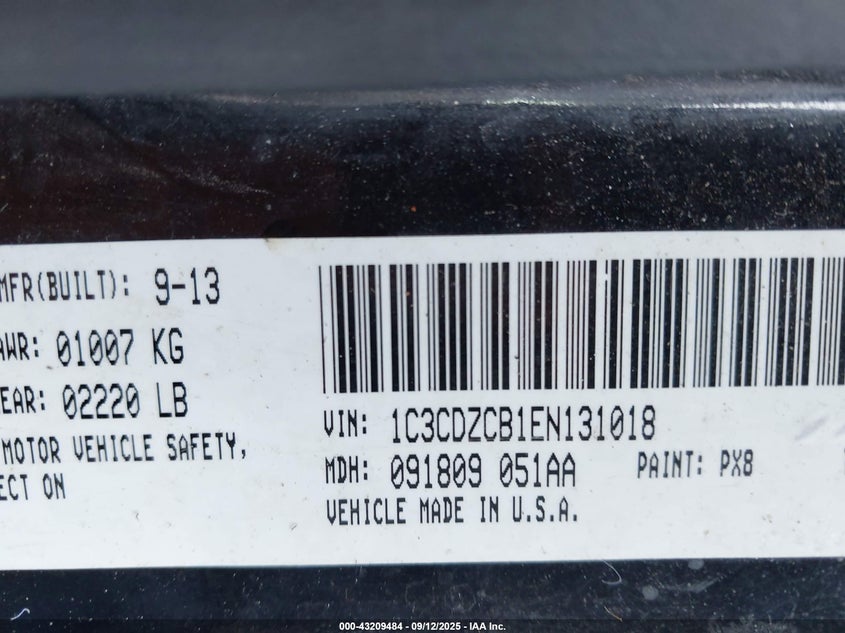 MFR(BUILT): 9-13
AWR: 01007 KG
EAR: 02220 LB
MOTOR VEHICLE SAFETY,
ECT ON
VIN: 1C3CDZCB1EN131018
MDH: 091809 051AA PAINT: PX8
VEHICLE MADE IN U.S.A.
000-43209484 - 09/12/2025 - IAA Inc.